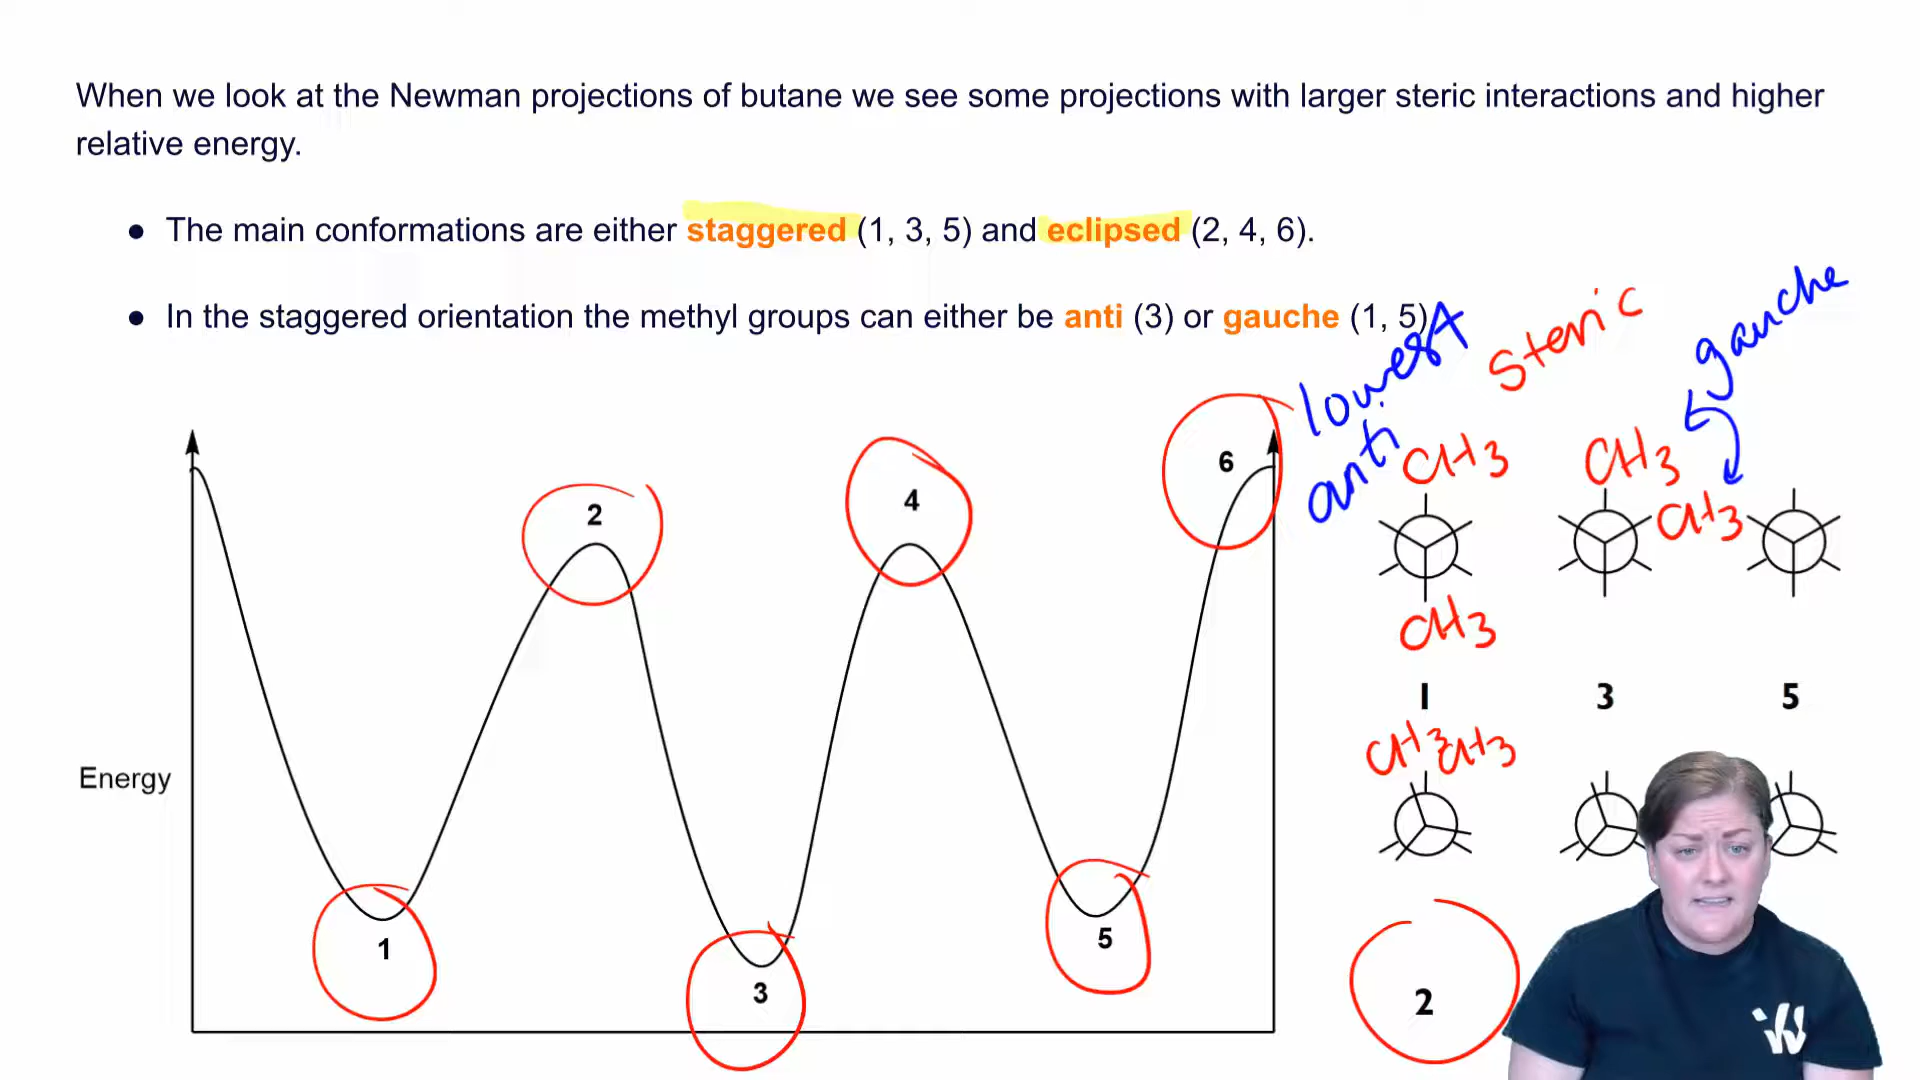 When we look at the Newman projections of butane we see some projections with larger steric interactions and higher
relative energy.
● The main conformations are either staggered (1, 3, 5) and eclipsed (2, 4, 6).
● In the staggered orientation the methyl groups can either be anti (3) or gauche (1, 5)
lowest
anti
steric
gauche
6
4
2
CH3
CH3
CH3
CH3
1
3
5
CH3 CH3
Energy
1
5
3
2